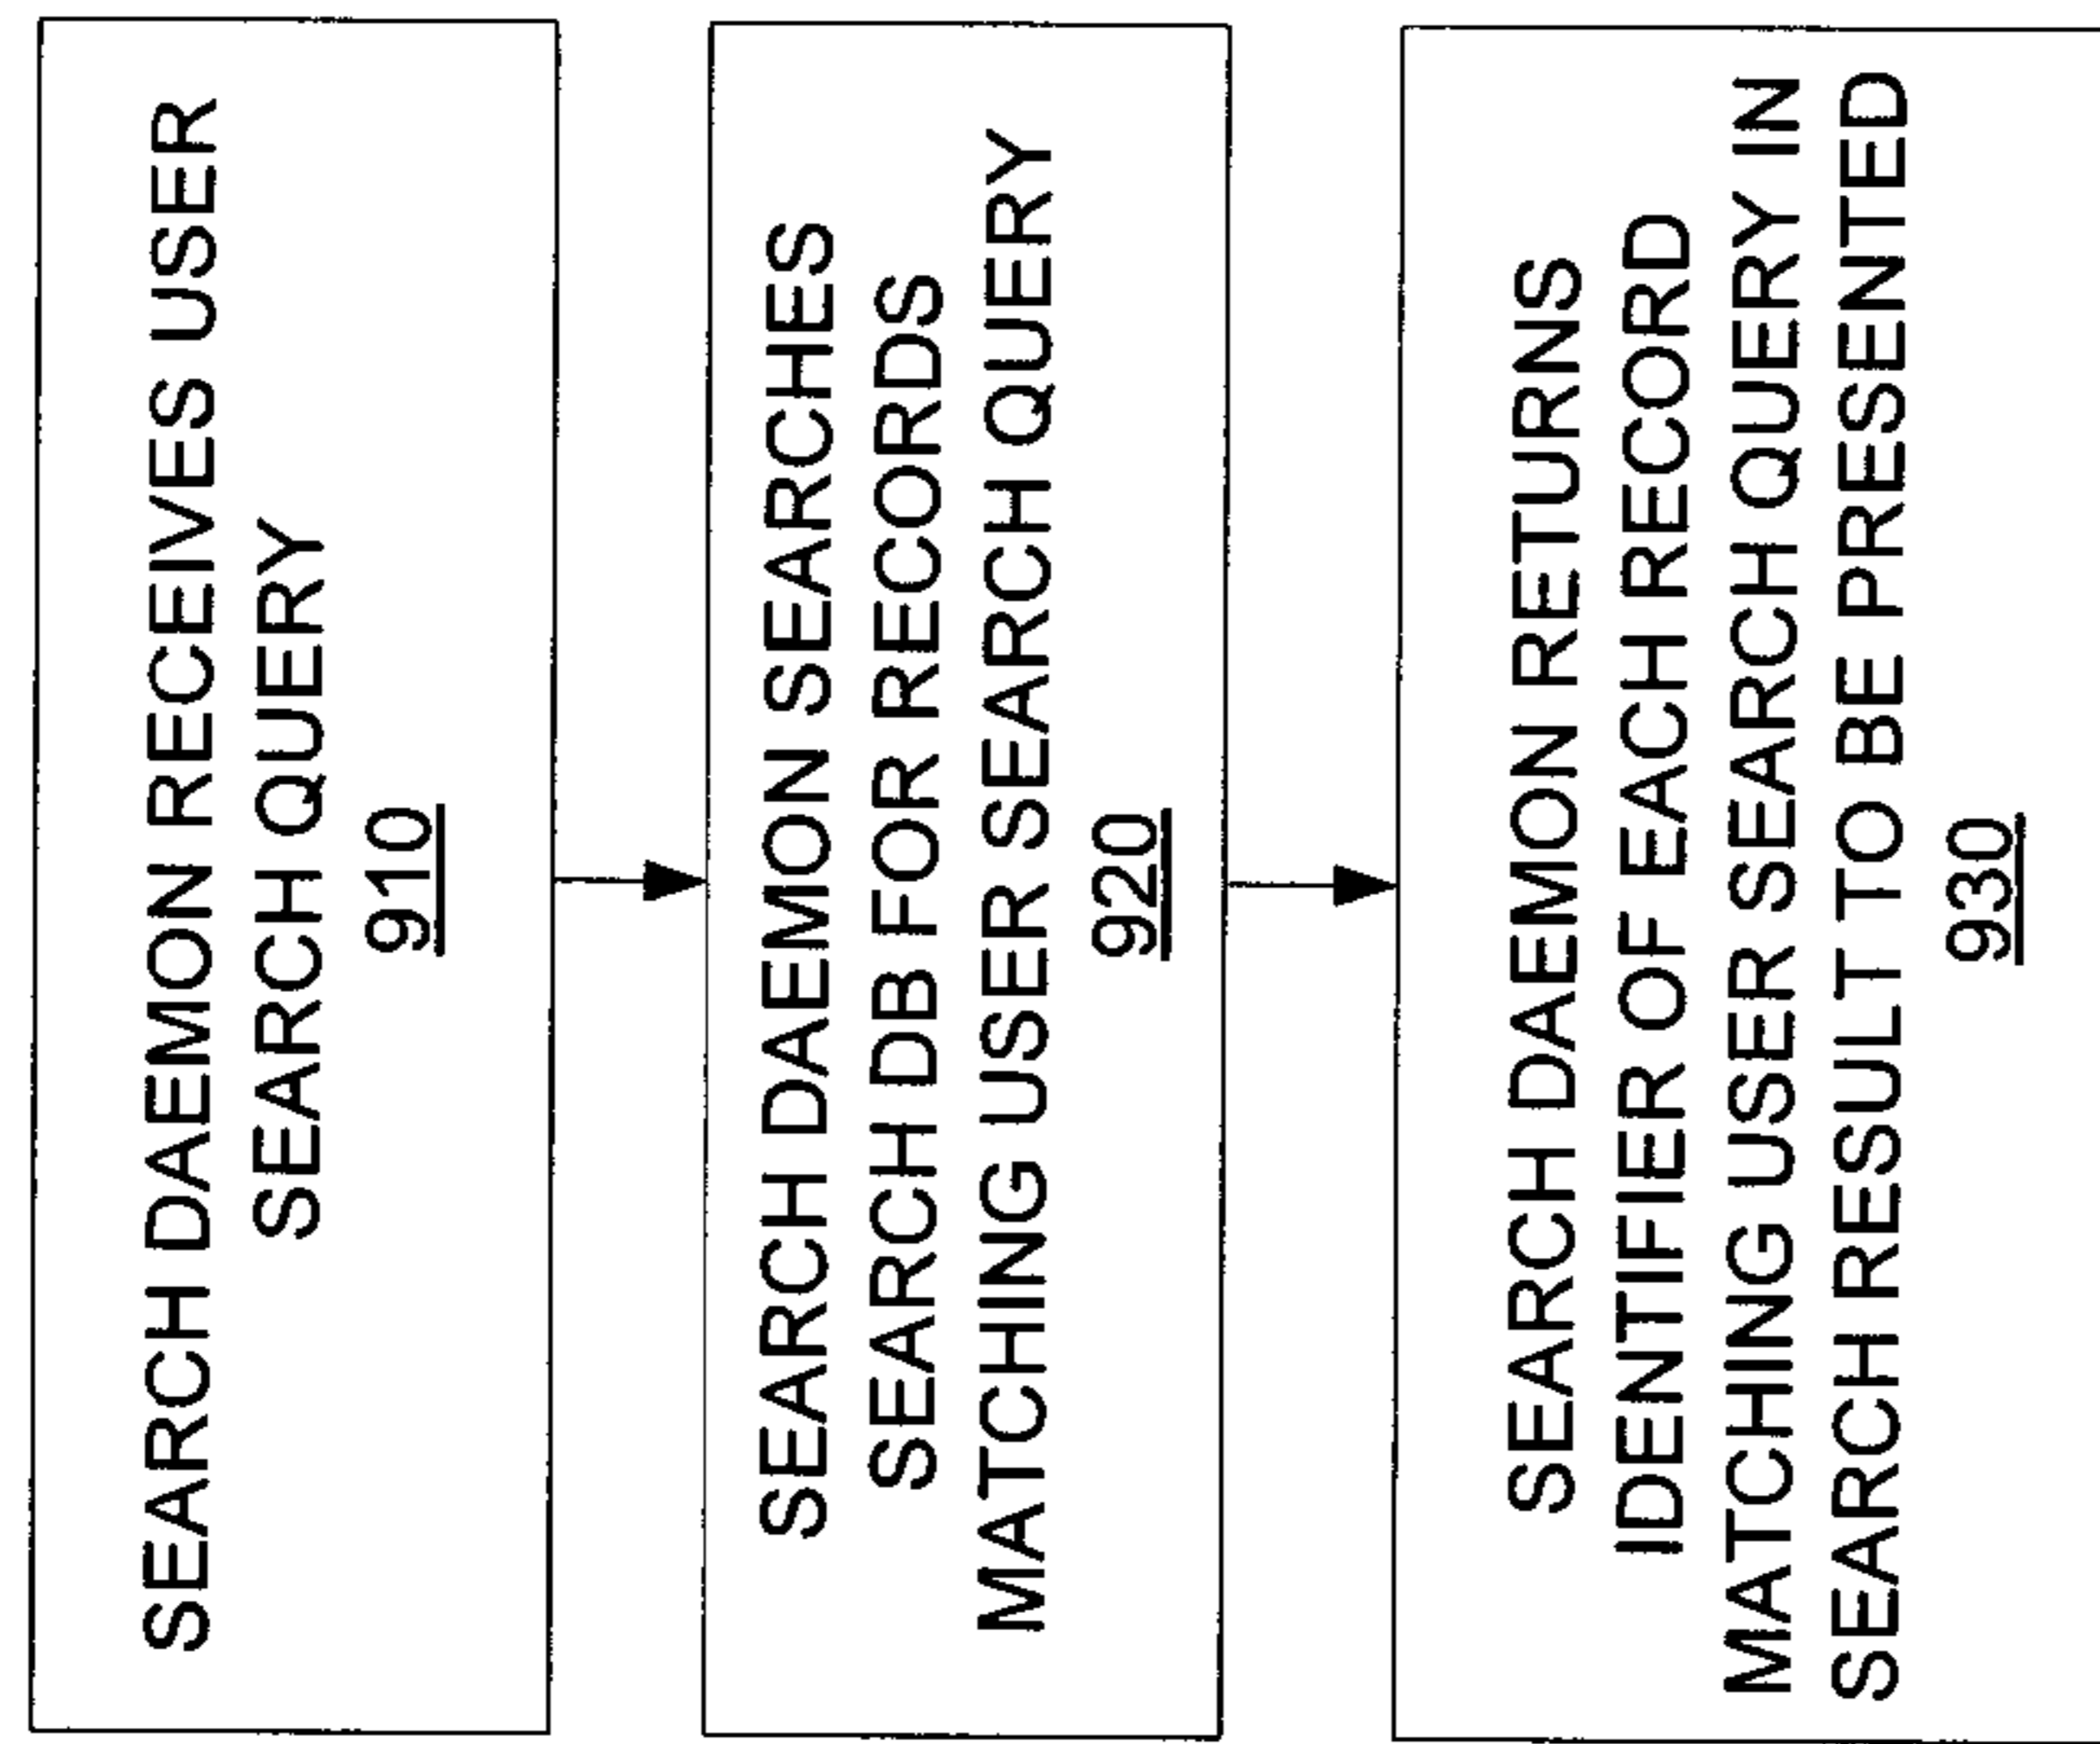 SEARCH DAEMON RECEIVES USER
SEARCH QUERY
910
SEARCH DAEMON SEARCHES
SEARCH DB FOR RECORDS
MATCHING USER SEARCH QUERY
920
SEARCH DAEMON RETURNS
IDENTIFIER OF EACH RECORD
MATCHING USER SEARCH QUERY IN
SEARCH RESULT TO BE PRESENTED
930